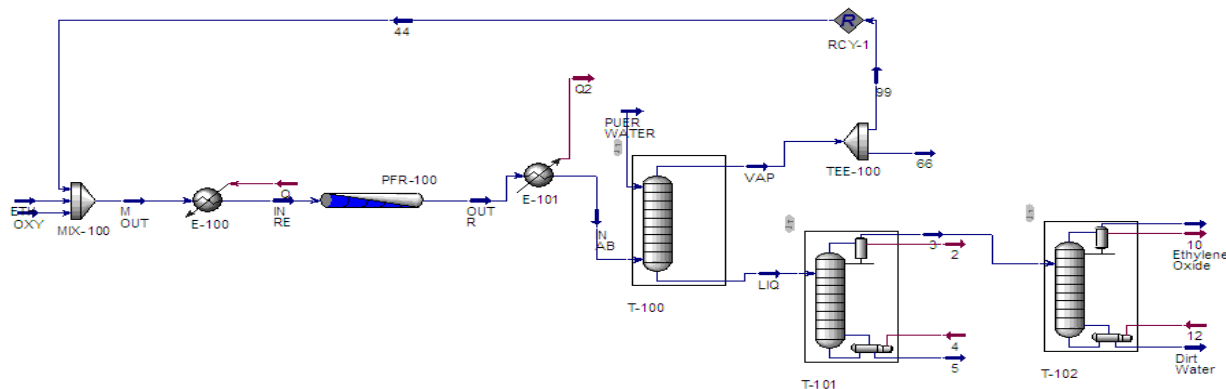 44
RCY-1
99
Q2
PUER
WATER
VAP
TEE-100
66
ETH
OXY
MIX-100
M
OUT
E-100
Q
IN
RE
PFR-100
OUT
R
E-101
IN
AB
T-100
LIQ
3
2
4
5
T-101
10
Ethylene
Oxide
12
Dirt
Water
T-102